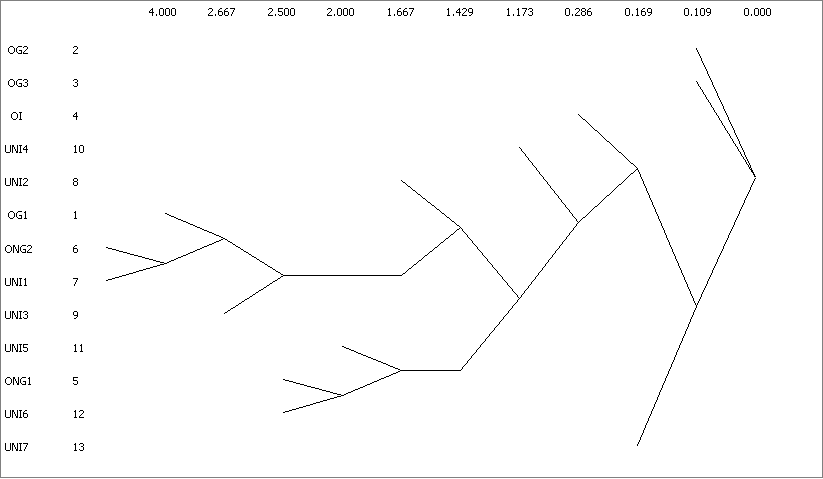 4.000 2.667 2.500 2.000 1.667 1.429 1.173 0.286 0.169 0.109 0.000
OG2 2
OG3 3
OI 4
UNI4 10
UNI2 8
OG1 1
ONG2 6
UNI1 7
UNI3 9
UNI5 11
ONG1 5
UNI6 12
UNI7 13